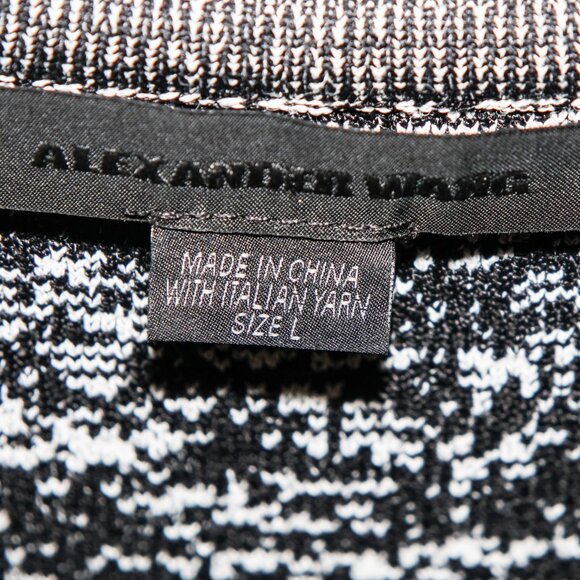 ALEXANDER WANG
MADE IN CHINA
WITH ITALIAN YARN
SIZE L